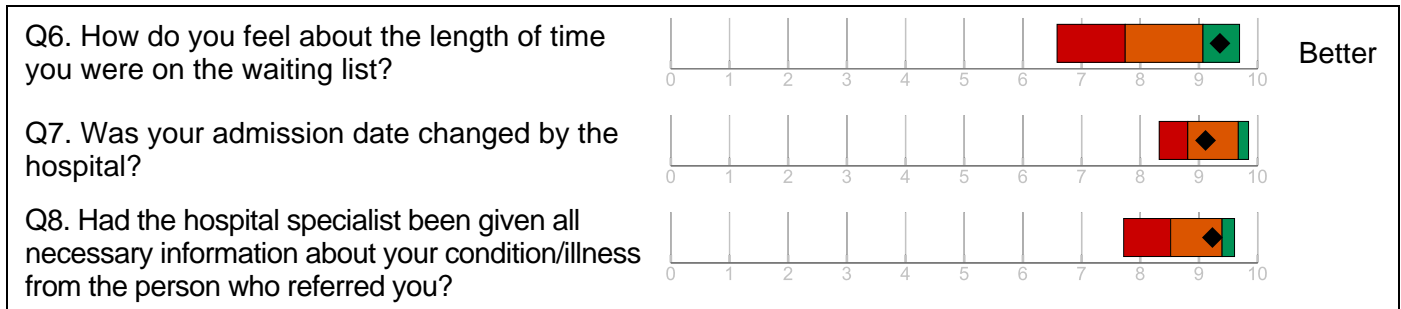 Q6. How do you feel about the length of time
you were on the waiting list?
0 1 2 3 4 5 6 7 8 9 10
Better
Q7. Was your admission date changed by the
hospital?
0 1 2 3 4 5 6 7 8 9 10
Q8. Had the hospital specialist been given all
necessary information about your condition/illness
from the person who referred you?
0 1 2 3 4 5 6 7 8 9 10